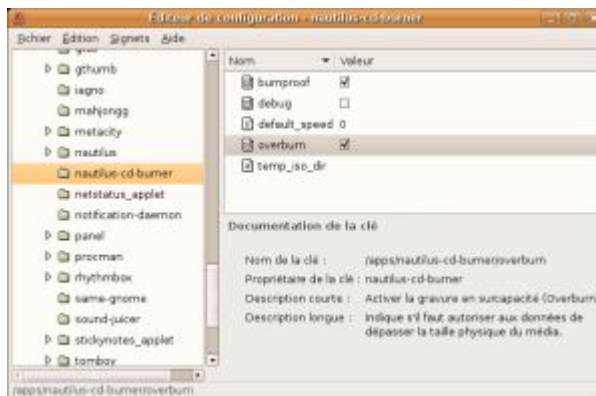 Éditeur de configuration - nautilus-cd-burner
Fichier Édition Signets Aide
gthumb
iagno
mahjongg
metacity
nautilus
nautilus-cd-burner
netstatus_applet
notification-daemon
panel
procman
rhythmbox
same-gnome
sound-juicer
stickynotes_applet
tomboy
Nom Valeur
burnproof
debug
default_speed 0
overburn
temp_iso_dir
Documentation de la clé
Nom de la clé : /apps/nautilus-cd-burner/overburn
Propriétaire de la clé : nautilus-cd-burner
Description courte : Activer la gravure en surcapacité (Overburn
Description longue : Indique s'il faut autoriser aux données de
dépasser la taille physique du média.
/apps/nautilus-cd-burner/overburn